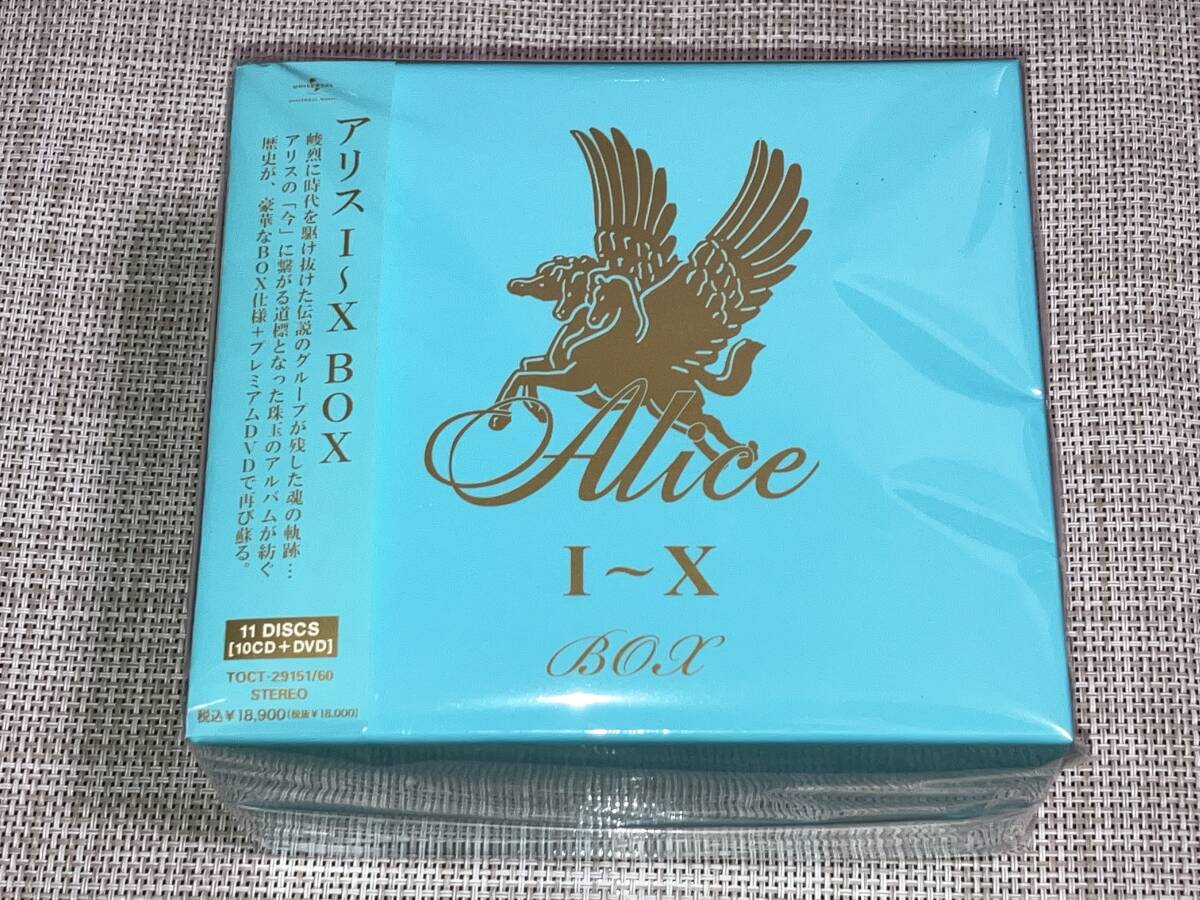 UNIVERSAL
UNIVERSAL MUSIC
アリス I～X BOX
峻烈に時代を駆け抜けた伝説のグループが残した魂の軌跡…
アリスの「今」に繋がる道標となった珠玉のアルバムが紡ぐ
歴史が、豪華なBOX仕様＋プレミアムDVDで再び蘇る。
11 DISCS
[10CD+DVD]
TOCT-29151/60
STEREO
税込¥18,900(税抜¥18,000)
Alice
I～X
BOX